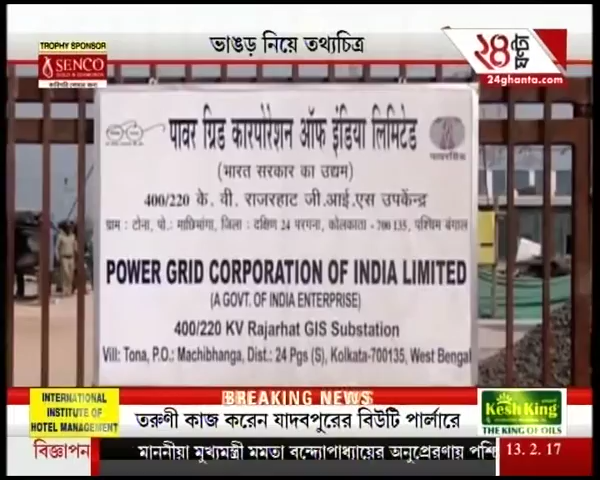 TROPHY SPONSOR
SENCO
GOLD & DIAMONDS
ভাঙড় নিয়ে তথ্যচিত্র
২৪ ঘণ্টা
24ghanta.com
पावर ग्रिड कारपोरेशन ऑफ इंडिया लिमिटेड
(भारत सरकार का उद्यम)
400/220 के. वी. राजरहाट जी.आई.एस उपकेंन्द्र
ग्राम : टोना, पो.: माछिभांगा, जिला : दक्षिण 24 परगना, कोलकाता - 700 135, पश्चिम बंगाल
POWER GRID CORPORATION OF INDIA LIMITED
(A GOVT. OF INDIA ENTERPRISE)
400/220 KV Rajarhat GIS Substation
Vill: Tona, P.O.: Machibhanga, Dist.: 24 Pgs (S), Kolkata-700135, West Bengal
BREAKING NEWS
INTERNATIONAL
INSTITUTE OF
HOTEL MANAGEMENT
তরুণী কাজ করেন যাদবপুরের বিউটি পার্লারে
Kesh King
THE KING OF OILS
বিজ্ঞাপন
মাননীয়া মুখ্যমন্ত্রী মমতা বন্দ্যোপাধ্যায়ের অনুপ্রেরণায় পশ্চি
13.2.17